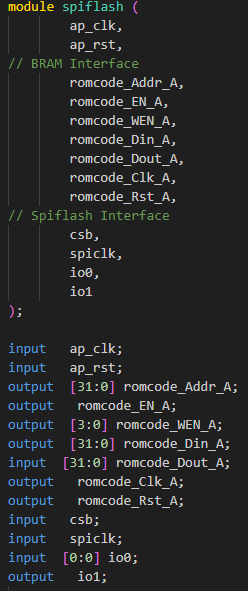 module spiflash (
ap_clk,
ap_rst,
// BRAM Interface
romcode_Addr_A,
romcode_EN_A,
romcode_WEN_A,
romcode_Din_A,
romcode_Dout_A,
romcode_Clk_A,
romcode_Rst_A,
// Spiflash Interface
csb,
spiclk,
io0,
io1
);
input ap_clk;
input ap_rst;
output [31:0] romcode_Addr_A;
output romcode_EN_A;
output [3:0] romcode_WEN_A;
output [31:0] romcode_Din_A;
input [31:0] romcode_Dout_A;
output romcode_Clk_A;
output romcode_Rst_A;
input csb;
input spiclk;
input [0:0] io0;
output io1;